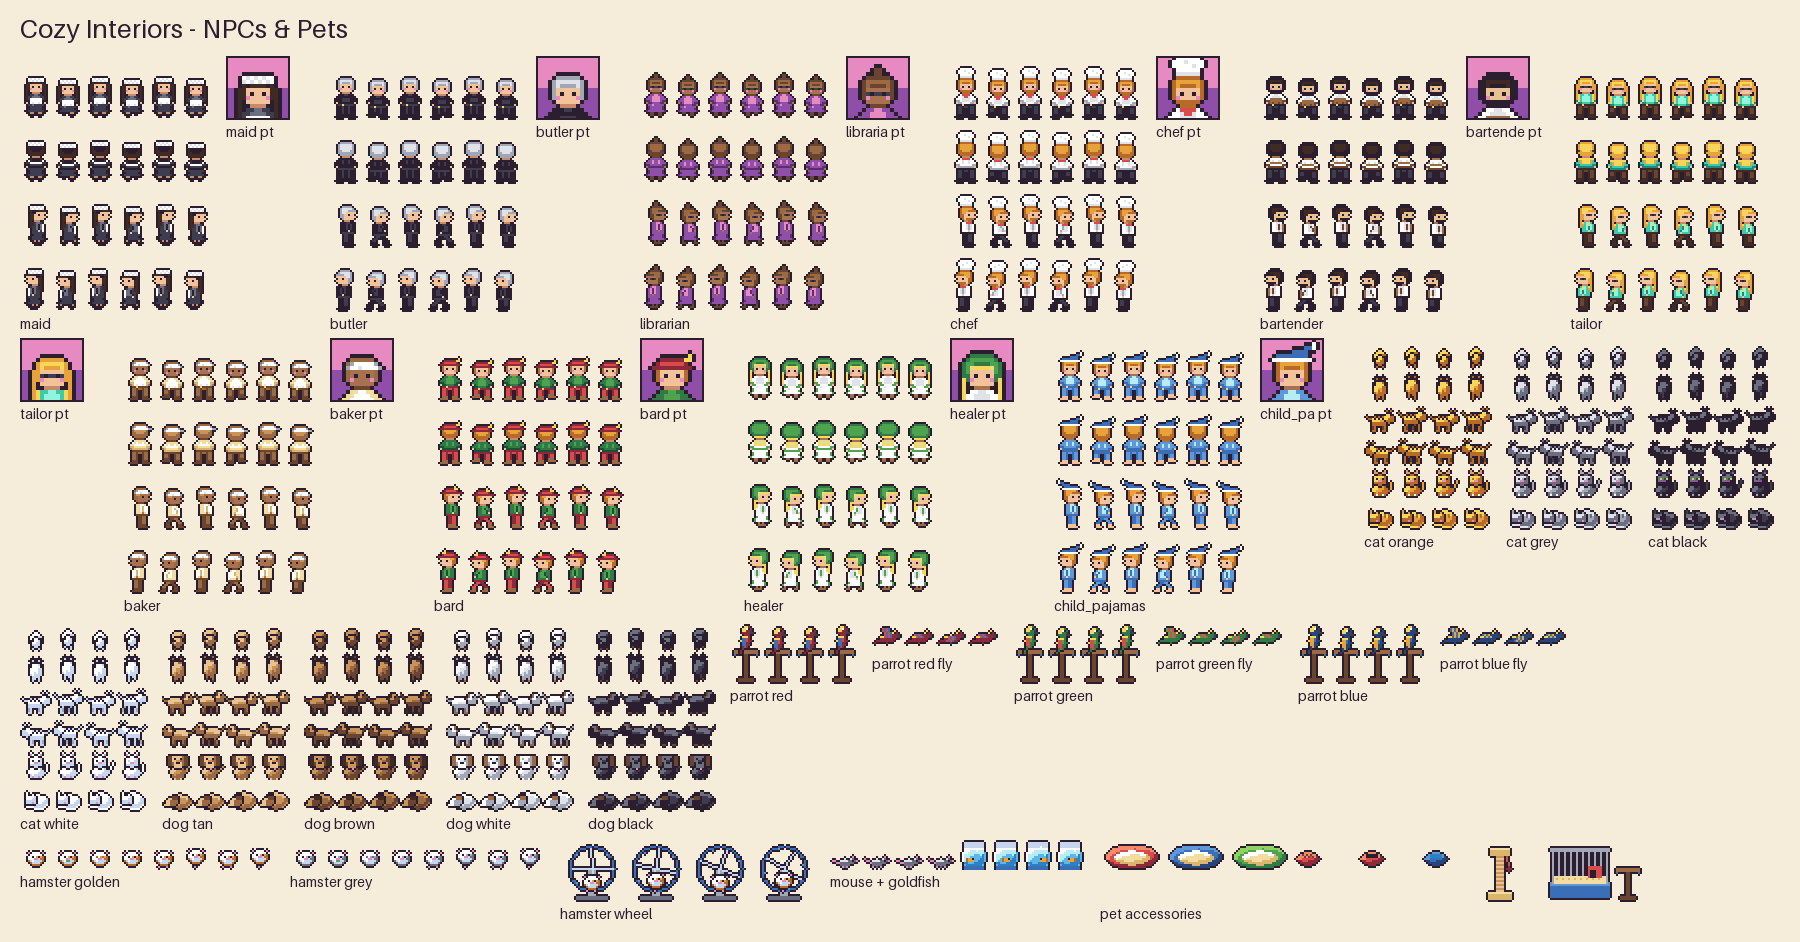 Cozy Interiors - NPCs & Pets
maid pt
butler pt
libraria pt
chef pt
bartende pt
maid
butler
librarian
chef
bartender
tailor
tailor pt
baker pt
bard pt
healer pt
child_pa pt
cat orange
cat grey
cat black
baker
bard
healer
child_pajamas
parrot red fly
parrot green fly
parrot blue fly
parrot red
parrot green
parrot blue
cat white
dog tan
dog brown
dog white
dog black
hamster golden
hamster grey
mouse + goldfish
hamster wheel
pet accessories